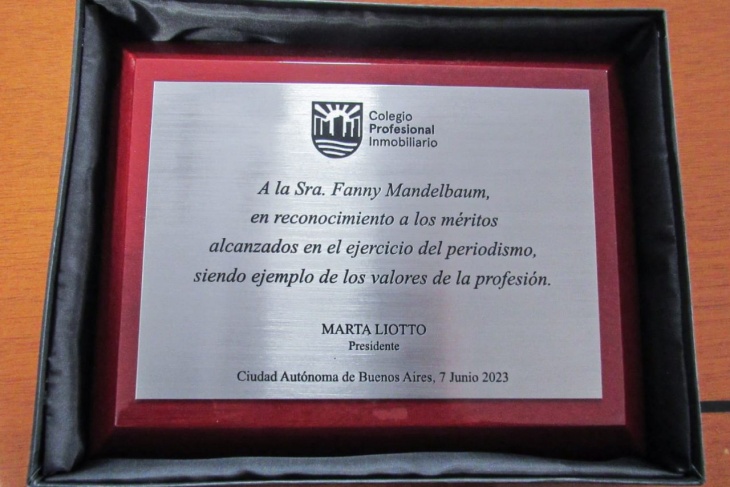 Colegio
Profesional
Inmobiliario
A la Sra. Fanny Mandelbaum,
en reconocimiento a los méritos
alcanzados en el ejercicio del periodismo,
siendo ejemplo de los valores de la profesión.
MARTA LIOTTO
Presidente
Ciudad Autónoma de Buenos Aires, 7 Junio 2023